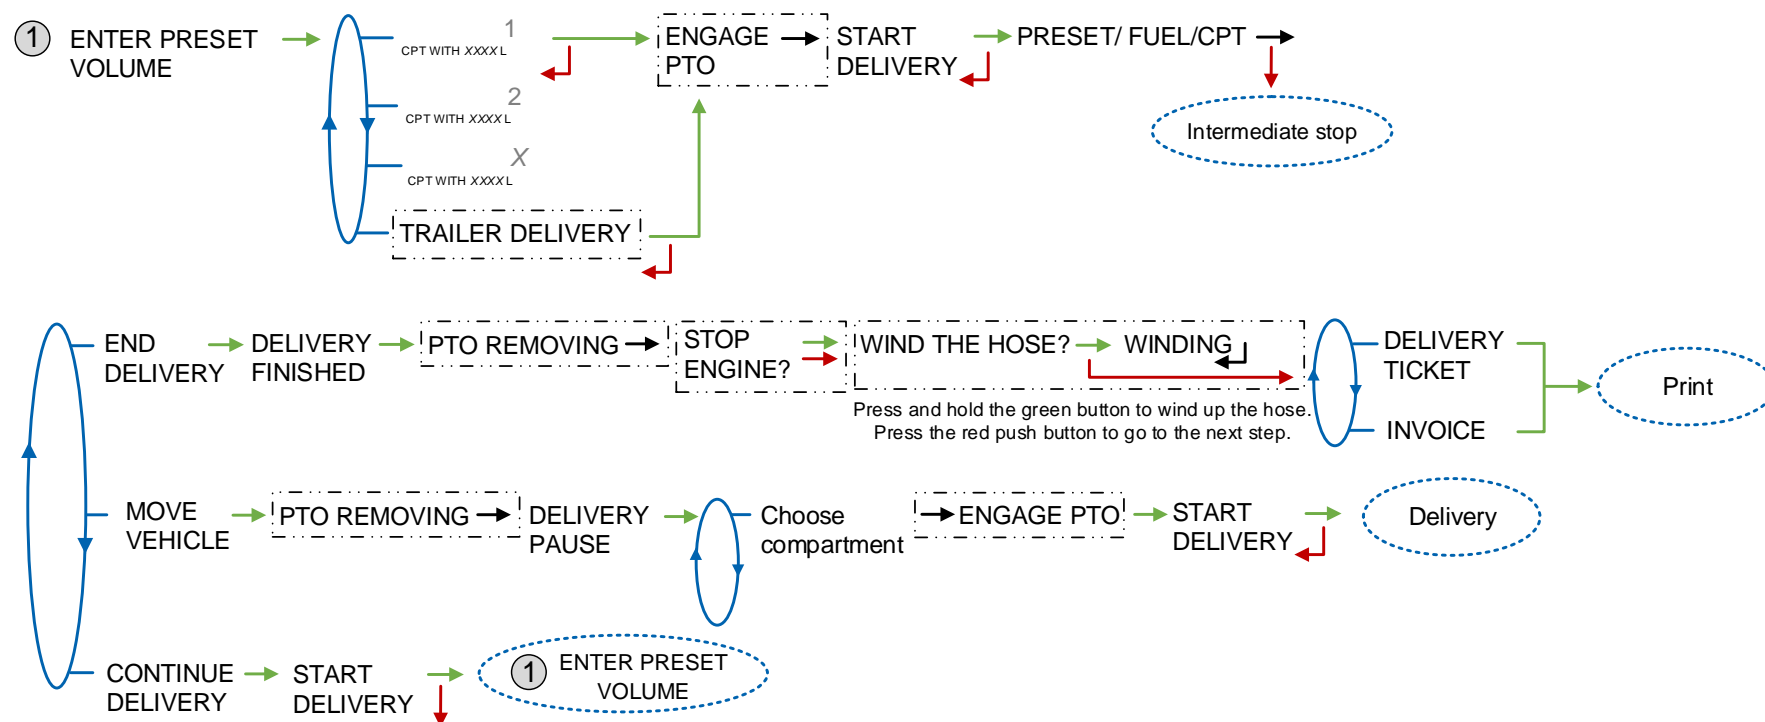 1 ENTER PRESET
VOLUME
CPT WITH XXXX L 1
CPT WITH XXXX L 2
CPT WITH XXXX L X
TRAILER DELIVERY
ENGAGE
PTO
START
DELIVERY
PRESET/ FUEL/CPT
Intermediate stop
END
DELIVERY
DELIVERY
FINISHED
PTO REMOVING
STOP
ENGINE?
WIND THE HOSE?
WINDING
Press and hold the green button to wind up the hose.
Press the red push button to go to the next step.
DELIVERY
TICKET
INVOICE
Print
MOVE
VEHICLE
PTO REMOVING
DELIVERY
PAUSE
Choose
compartment
ENGAGE PTO
START
DELIVERY
Delivery
CONTINUE
DELIVERY
START
DELIVERY
1 ENTER PRESET
VOLUME